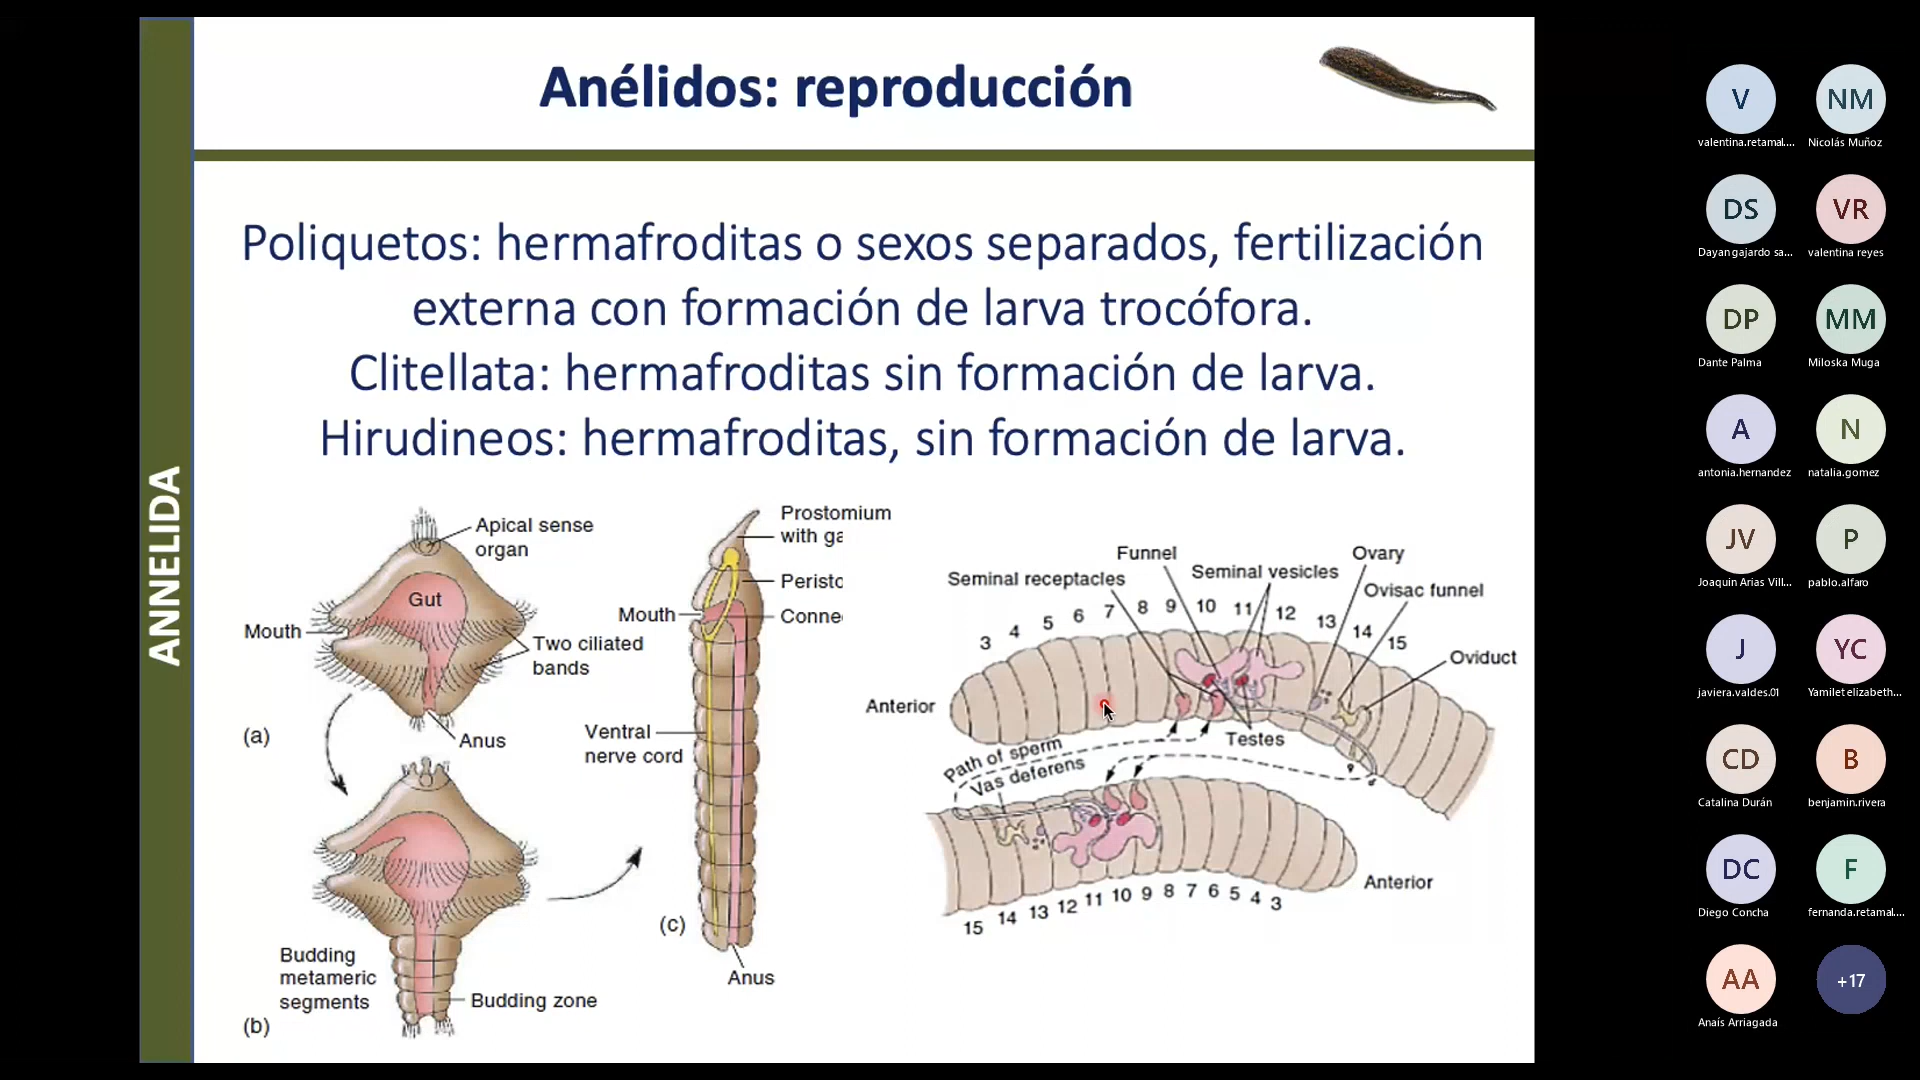 Anélidos: reproducción
ANNELIDA
Poliquetos: hermafroditas o sexos separados, fertilización
externa con formación de larva trocófora.
Clitellata: hermafroditas sin formación de larva.
Hirudineos: hermafroditas, sin formación de larva.
Apical sense
organ
Gut
Mouth
Two ciliated
bands
Anus
(a)
Budding
metameric
segments
Budding zone
(b)
Prostomium
with ga
Peristo
Mouth
Conne
Ventral
nerve cord
(c)
Anus
Funnel
Ovary
Seminal receptacles
Seminal vesicles
Ovisac funnel
3 4 5 6 7 8 9 10 11 12 13 14 15
Oviduct
Anterior
Testes
Path of sperm
Vas deferens
Anterior
15 14 13 12 11 10 9 8 7 6 5 4 3
V
valentina.retamal....
NM
Nicolás Muñoz
DS
Dayan gajardo sa...
VR
valentina reyes
DP
Dante Palma
MM
Miloska Muga
A
antonia.hernandez
N
natalia.gomez
JV
Joaquin Arias Vill...
P
pablo.alfaro
J
javiera.valdes.01
YC
Yamilet elizabeth...
CD
Catalina Durán
B
benjamin.rivera
DC
Diego Concha
F
fernanda.retamal....
AA
Anaís Arriagada
+17